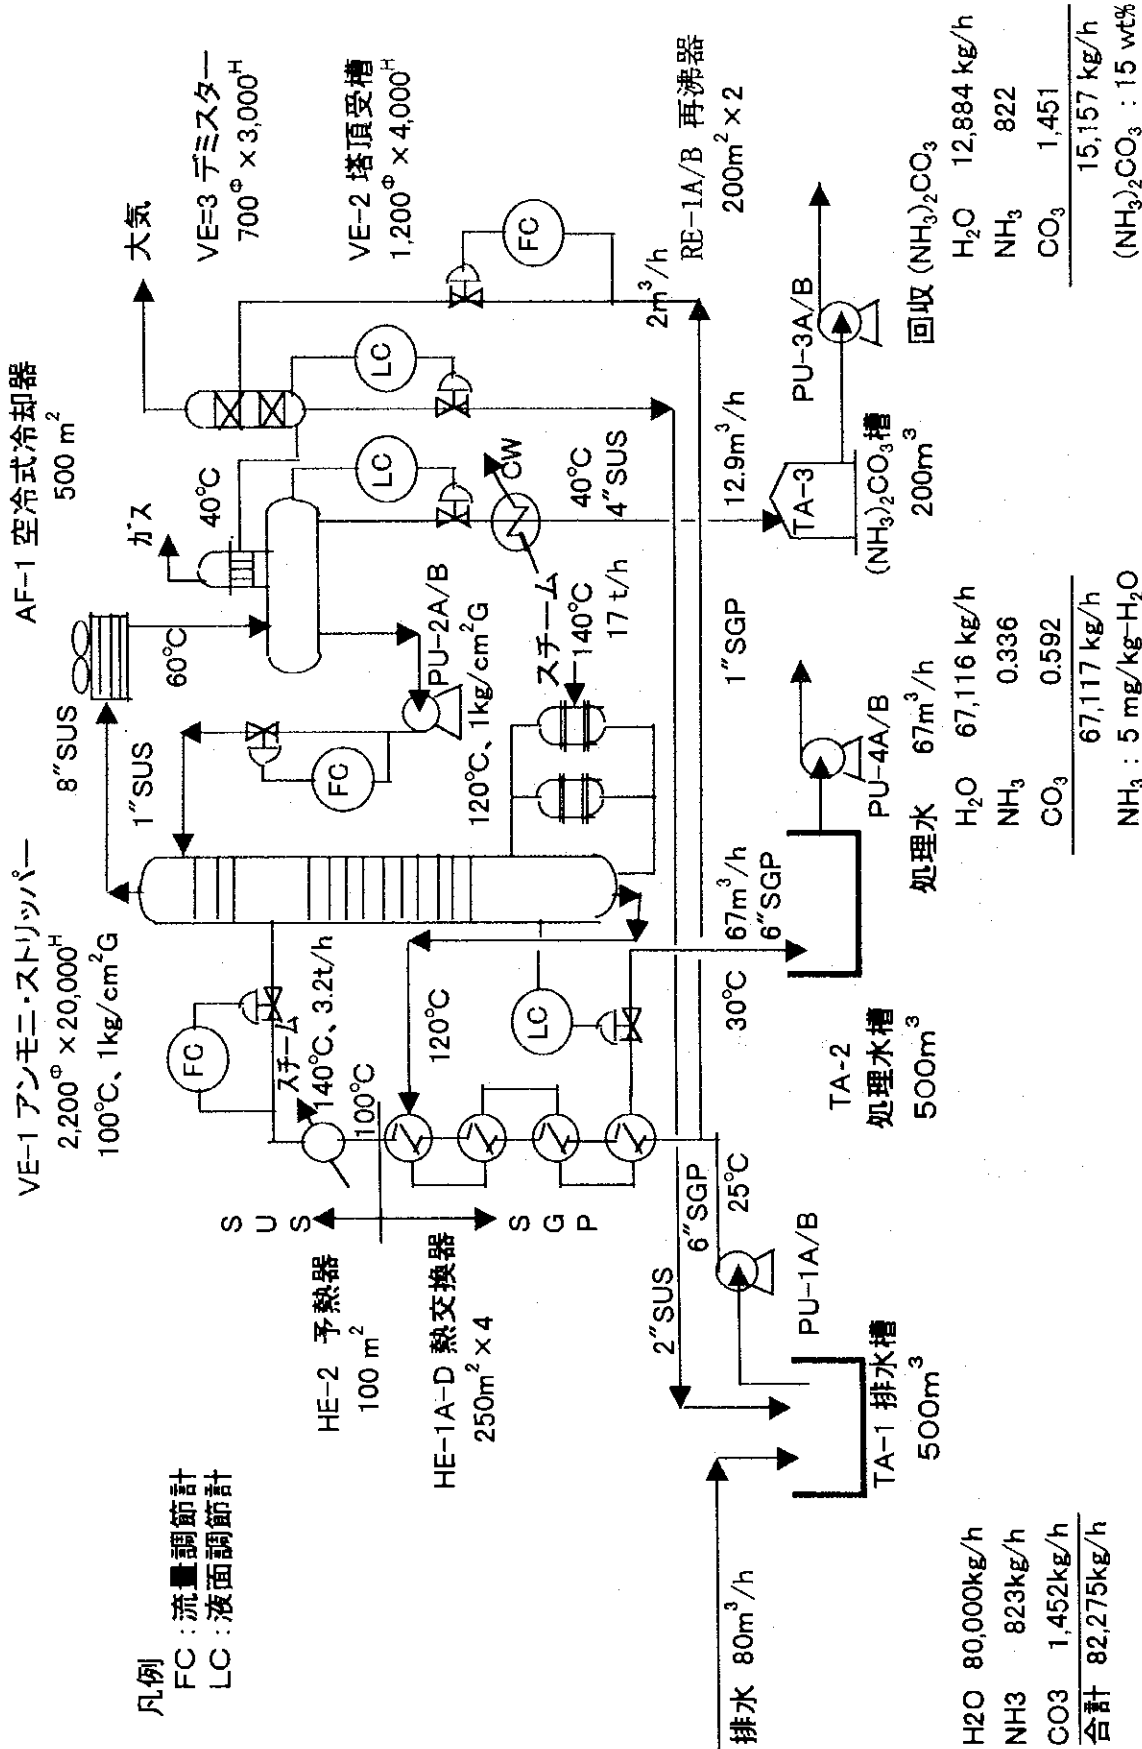 凡例
FC：流量調節計
LC：液面調節計
VE-1 アンモニ・ストリッパー
2,200Φ×20,000H
100℃、1kg/cm²G
AF-1 空冷式冷却器
500 m²
VE=3 デミスター
700Φ×3,000H
VE-2 塔頂受槽
1,200Φ×4,000H
RE-1A/B 再沸器
200m²×2
HE-2 予熱器
100 m²
HE-1A-D 熱交換器
250m²×4
SUS
SGP
FC
スチーム
140℃、3.2t/h
100℃
120℃
LC
8″SUS
1″SUS
60℃
ガス
40℃
大気
FC
PU-2A/B
120℃、1kg/cm²G
スチーム
140℃
17 t/h
LC
LC
CW
40℃
4″SUS
FC
2m³/h
12.9m³/h
1″SGP
67m³/h
6″SGP
30℃
2″SUS
6″SGP
25℃
PU-1A/B
TA-1 排水槽
500m³
TA-2
処理水槽
500m³
PU-4A/B
TA-3
(NH₃)₂CO₃槽
200m³
PU-3A/B
排水 80m³/h
H2O 80,000kg/h
NH3 823kg/h
CO3 1,452kg/h
合計 82,275kg/h
処理水 67m³/h
H₂O 67,116 kg/h
NH₃ 0.336
CO₃ 0.592
67,117 kg/h
NH₃：5 mg/kg-H₂O
回収 (NH₃)₂CO₃
H₂O 12,884 kg/h
NH₃ 822
CO₃ 1,451
15,157 kg/h
(NH₃)₂CO₃：15 wt%